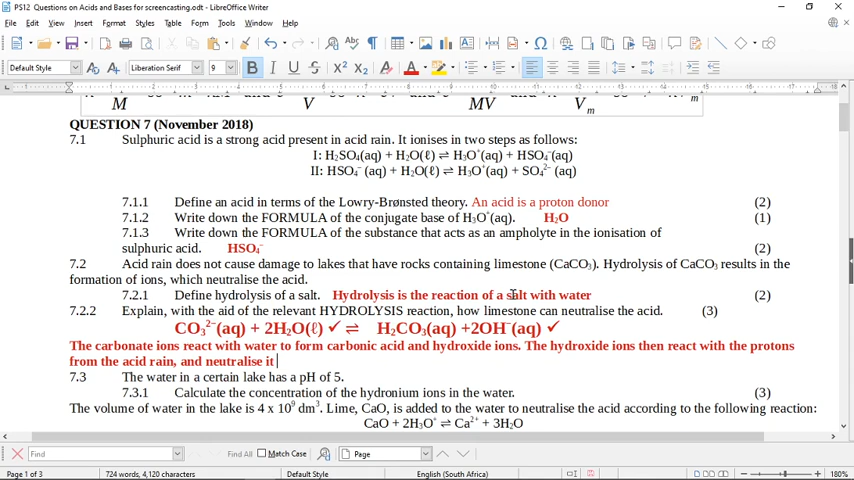 PS12 Questions on Acids and Bases for screencasting.odt - LibreOffice Writer
File Edit View Insert Format Styles Table Form Tools Window Help
Default Style Liberation Serif 9 B I U S X² X₂
M V MV Vm
QUESTION 7 (November 2018)
7.1 Sulphuric acid is a strong acid present in acid rain. It ionises in two steps as follows:
I: H₂SO₄(aq) + H₂O(ℓ) ⇌ H₃O⁺(aq) + HSO₄⁻(aq)
II: HSO₄⁻ (aq) + H₂O(ℓ) ⇌ H₃O⁺(aq) + SO₄²⁻ (aq)
7.1.1 Define an acid in terms of the Lowry-Brønsted theory. An acid is a proton donor (2)
7.1.2 Write down the FORMULA of the conjugate base of H₃O⁺(aq). H₂O (1)
7.1.3 Write down the FORMULA of the substance that acts as an ampholyte in the ionisation of
sulphuric acid. HSO₄⁻ (2)
7.2 Acid rain does not cause damage to lakes that have rocks containing limestone (CaCO₃). Hydrolysis of CaCO₃ results in the
formation of ions, which neutralise the acid.
7.2.1 Define hydrolysis of a salt. Hydrolysis is the reaction of a salt with water (2)
7.2.2 Explain, with the aid of the relevant HYDROLYSIS reaction, how limestone can neutralise the acid. (3)
CO₃²⁻(aq) + 2H₂O(ℓ) ✓ ⇌ H₂CO₃(aq) +2OH⁻(aq) ✓
The carbonate ions react with water to form carbonic acid and hydroxide ions. The hydroxide ions then react with the protons
from the acid rain, and neutralise it
7.3 The water in a certain lake has a pH of 5.
7.3.1 Calculate the concentration of the hydronium ions in the water. (3)
The volume of water in the lake is 4 x 10⁹ dm³. Lime, CaO, is added to the water to neutralise the acid according to the following reaction:
CaO + 2H₃O⁺ ⇌ Ca²⁺ + 3H₂O
Find Find All Match Case Page
Page 1 of 3 724 words, 4,120 characters Default Style English (South Africa) 180%